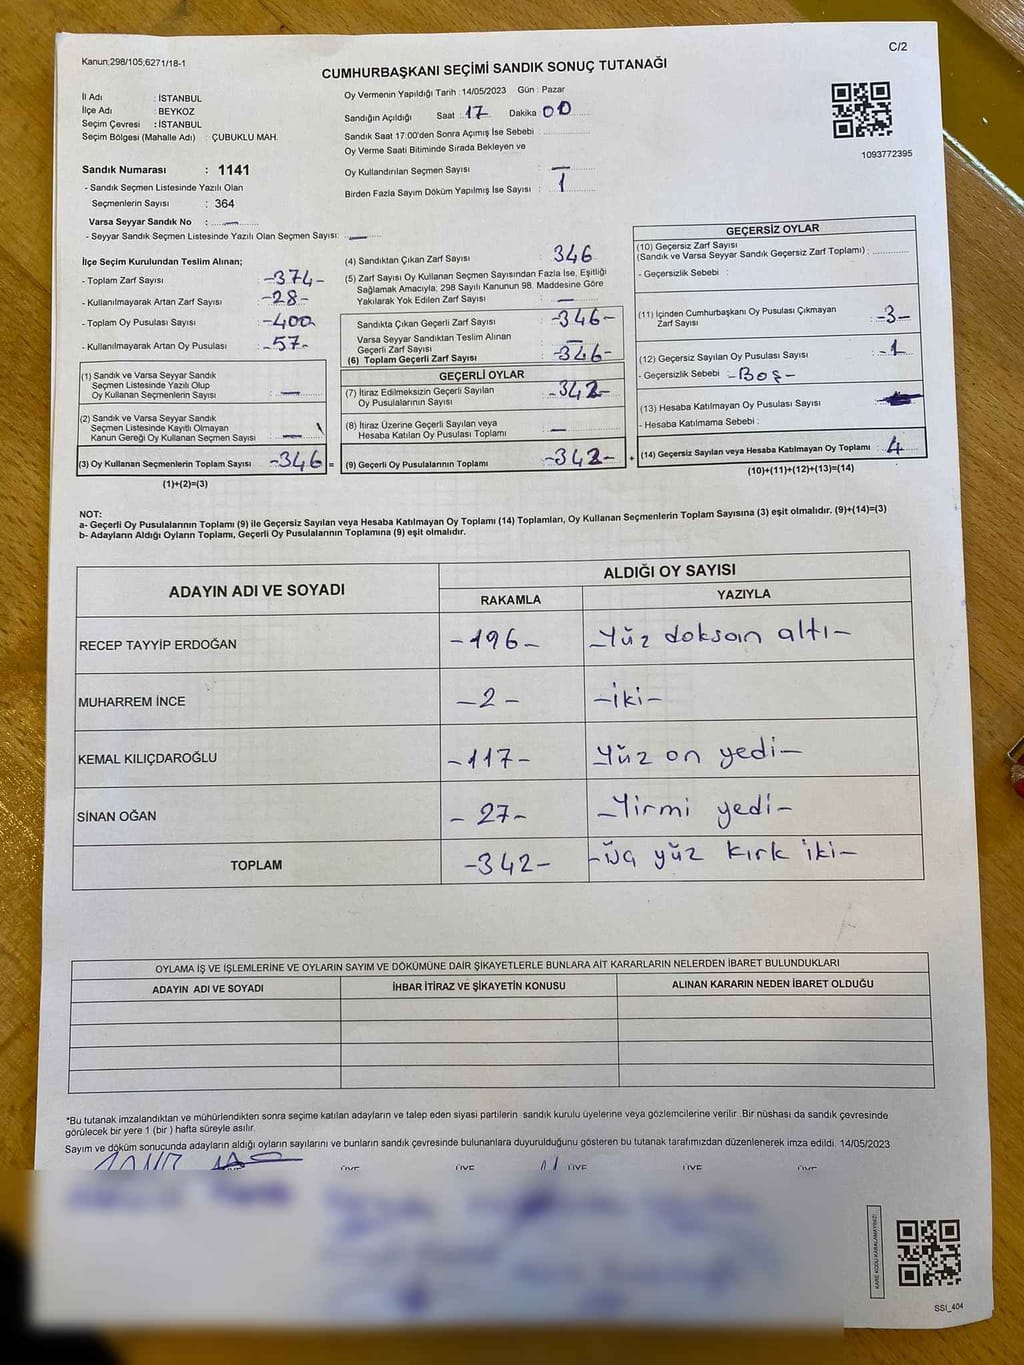 Kanun;298/105;6271/18-1
C/2
CUMHURBAŞKANI SEÇİMİ SANDIK SONUÇ TUTANAĞI
İl Adı : İSTANBUL
İlçe Adı : BEYKOZ
Seçim Çevresi : İSTANBUL
Seçim Bölgesi (Mahalle Adı) : ÇUBUKLU MAH.
Sandık Numarası : 1141
- Sandık Seçmen Listesinde Yazılı Olan
Seçmenlerin Sayısı : 364
Varsa Seyyar Sandık No : —
- Seyyar Sandık Seçmen Listesinde Yazılı Olan Seçmen Sayısı: —
Oy Vermenin Yapıldığı Tarih : 14/05/2023 Gün : Pazar
Sandığın Açıldığı Saat : 17 Dakika 00
Sandık Saat 17:00'den Sonra Açımış İse Sebebi :
Oy Verme Saati Bitiminde Sırada Bekleyen ve
Oy Kullandırılan Seçmen Sayısı : —
Birden Fazla Sayım Döküm Yapılmış İse Sayısı : 1
1093772395
İlçe Seçim Kurulundan Teslim Alınan;
- Toplam Zarf Sayısı : -374-
- Kullanılmayarak Artan Zarf Sayısı : -28-
- Toplam Oy Pusulası Sayısı : -400-
- Kullanılmayarak Artan Oy Pusulası : -57-
(1) Sandık ve Varsa Seyyar Sandık
Seçmen Listesinde Yazılı Olup
Oy Kullanan Seçmenlerin Sayısı : —
(2) Sandık ve Varsa Seyyar Sandık
Seçmen Listesinde Kayıtlı Olmayan
Kanun Gereği Oy Kullanan Seçmen Sayısı : —
(3) Oy Kullanan Seçmenlerin Toplam Sayısı -346-
(1)+(2)=(3)
(4) Sandıktan Çıkan Zarf Sayısı : 346
(5) Zarf Sayısı Oy Kullanan Seçmen Sayısından Fazla İse, Eşitliği
Sağlamak Amacıyla; 298 Sayılı Kanunun 98. Maddesine Göre
Yakılarak Yok Edilen Zarf Sayısı : —
Sandıkta Çıkan Geçerli Zarf Sayısı : -346-
Varsa Seyyar Sandıktan Teslim Alınan
Geçerli Zarf Sayısı : —
(6) Toplam Geçerli Zarf Sayısı : -346-
GEÇERLİ OYLAR
(7) İtiraz Edilmeksizin Geçerli Sayılan
Oy Pusulalarının Sayısı : -342-
(8) İtiraz Üzerine Geçerli Sayılan veya
Hesaba Katılan Oy Pusulası Toplamı : —
= (9) Geçerli Oy Pusulalarının Toplamı : -342-
GEÇERSİZ OYLAR
(10) Geçersiz Zarf Sayısı
(Sandık ve Varsa Seyyar Sandık Geçersiz Zarf Toplamı) :
- Geçersizlik Sebebi :
(11) İçinden Cumhurbaşkanı Oy Pusulası Çıkmayan
Zarf Sayısı : -3-
(12) Geçersiz Sayılan Oy Pusulası Sayısı : -1
- Geçersizlik Sebebi : -Boş-
(13) Hesaba Katılmayan Oy Pusulası Sayısı :
- Hesaba Katılmama Sebebi :
+ (14) Geçersiz Sayılan veya Hesaba Katılmayan Oy Toplamı : 4
(10)+(11)+(12)+(13)=(14)
NOT:
a- Geçerli Oy Pusulalarının Toplamı (9) ile Geçersiz Sayılan veya Hesaba Katılmayan Oy Toplamı (14) Toplamları, Oy Kullanan Seçmenlerin Toplam Sayısına (3) eşit olmalıdır. (9)+(14)=(3)
b- Adayların Aldığı Oyların Toplamı, Geçerli Oy Pusulalarının Toplamına (9) eşit olmalıdır.
ADAYIN ADI VE SOYADI
ALDIĞI OY SAYISI
RAKAMLA YAZIYLA
RECEP TAYYİP ERDOĞAN -196- -Yüz doksan altı-
MUHARREM İNCE -2- -iki-
KEMAL KILIÇDAROĞLU -117- -Yüz on yedi-
SİNAN OĞAN -27- -Yirmi yedi-
TOPLAM -342- -Üç yüz kırk iki-
OYLAMA İŞ VE İŞLEMLERİNE VE OYLARIN SAYIM VE DÖKÜMÜNE DAİR ŞİKAYETLERLE BUNLARA AİT KARARLARIN NELERDEN İBARET BULUNDUKLARI
ADAYIN ADI VE SOYADI İHBAR İTİRAZ VE ŞİKAYETİN KONUSU ALINAN KARARIN NEDEN İBARET OLDUĞU
*Bu tutanak imzalandıktan ve mühürlendikten sonra seçime katılan adayların ve talep eden siyasi partilerin sandık kurulu üyelerine veya gözlemcilerine verilir .Bir nüshası da sandık çevresinde
görülecek bir yere 1 (bir ) hafta süreyle asılır.
Sayım ve döküm sonucunda adayların aldığı oyların sayılarını ve bunların sandık çevresinde bulunanlara duyurulduğunu gösteren bu tutanak tarafımızdan düzenlenerek imza edildi. 14/05/2023
ÜYE ÜYE ÜYE ÜYE ÜYE
KARE KODU KARALAMAYINIZ!
SSI_404